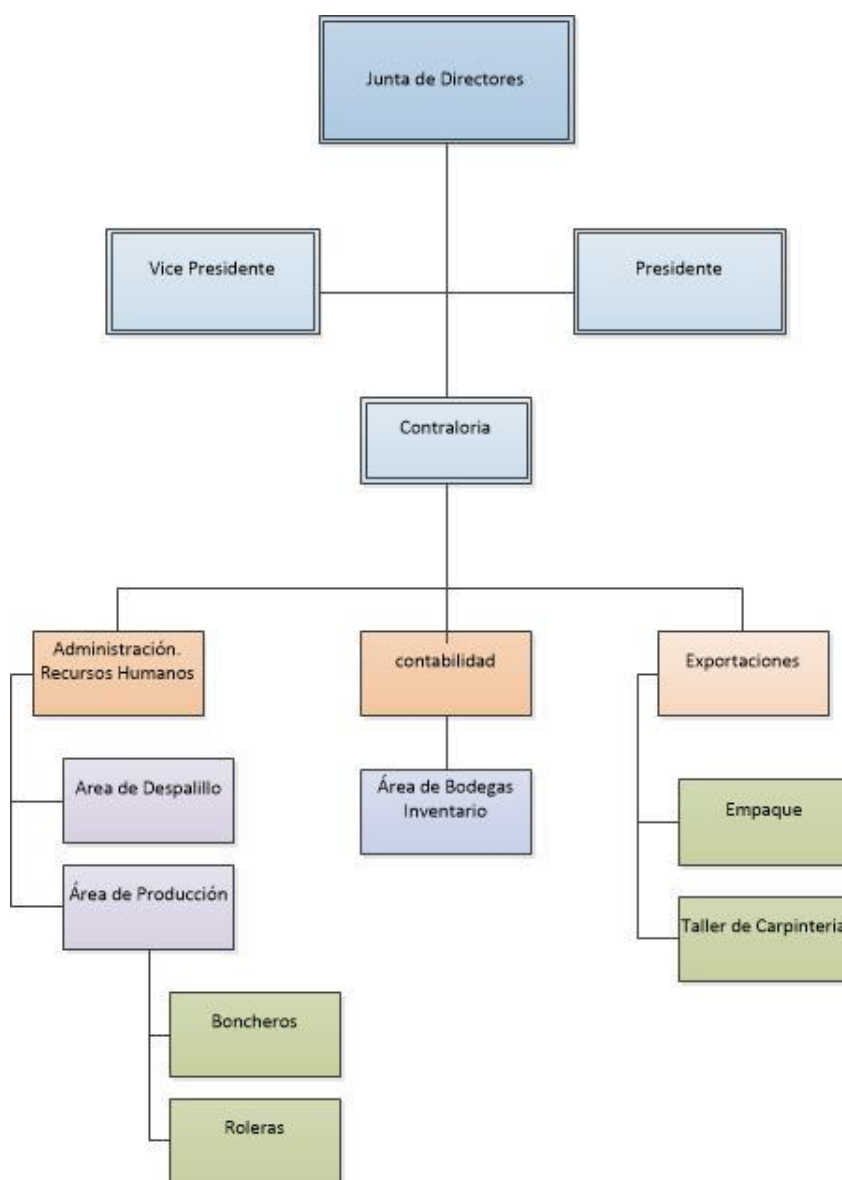 Junta de Directores
Vice Presidente
Presidente
Contraloria
Administración.
Recursos Humanos
contabilidad
Exportaciones
Area de Despalillo
Área de Bodegas
Inventario
Empaque
Área de Producción
Taller de Carpinteria
Boncheros
Roleras